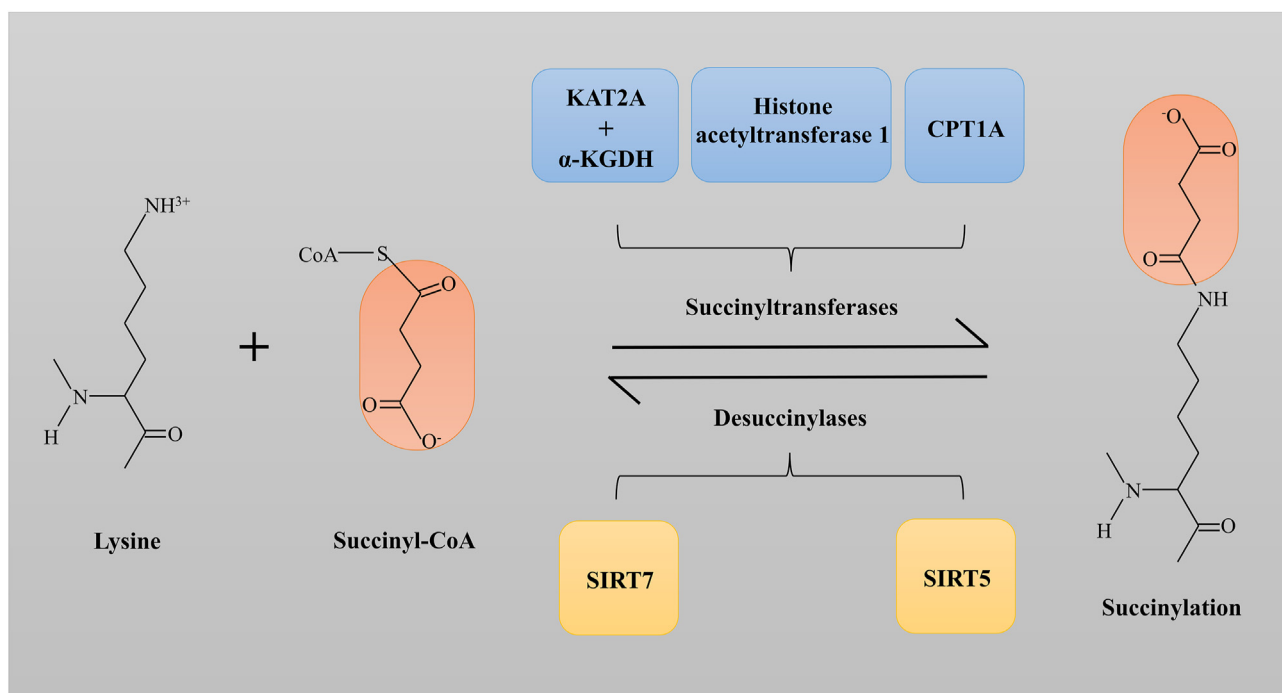 KAT2A
+
α-KGDH
Histone
acetyltransferase 1
CPT1A
-O
O
O
NH
NH3+
CoA
S
O
O
O-
+
Succinyltransferases
Desuccinylases
N
H
O
N
H
O
Lysine
Succinyl-CoA
SIRT7
SIRT5
Succinylation